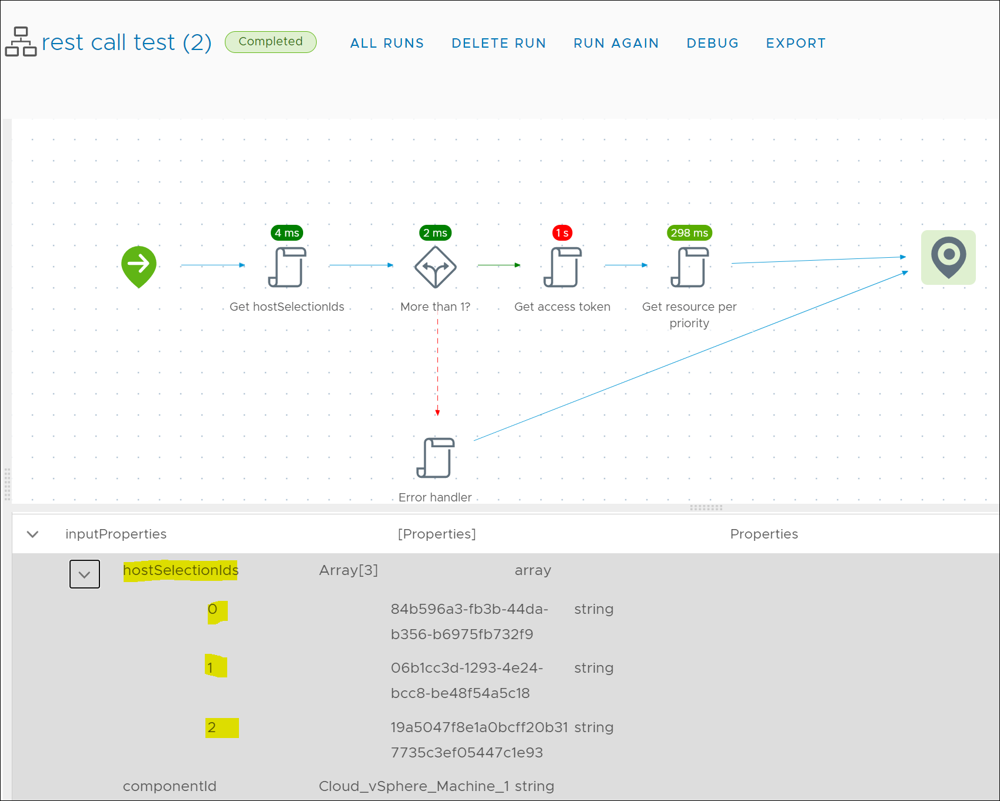 rest call test (2)
Completed
ALL RUNS
DELETE RUN
RUN AGAIN
DEBUG
EXPORT
4 ms
2 ms
1 s
298 ms
Get hostSelectionIds
More than 1?
Get access token
Get resource per
priority
Error handler
inputProperties [Properties] Properties
hostSelectionIds Array[3] array
0 84b596a3-fb3b-44da- string
b356-b6975fb732f9
1 06b1cc3d-1293-4e24- string
bcc8-be48f54a5c18
2 19a5047f8e1a0bcff20b31 string
7735c3ef05447c1e93
componentId Cloud_vSphere_Machine_1 string